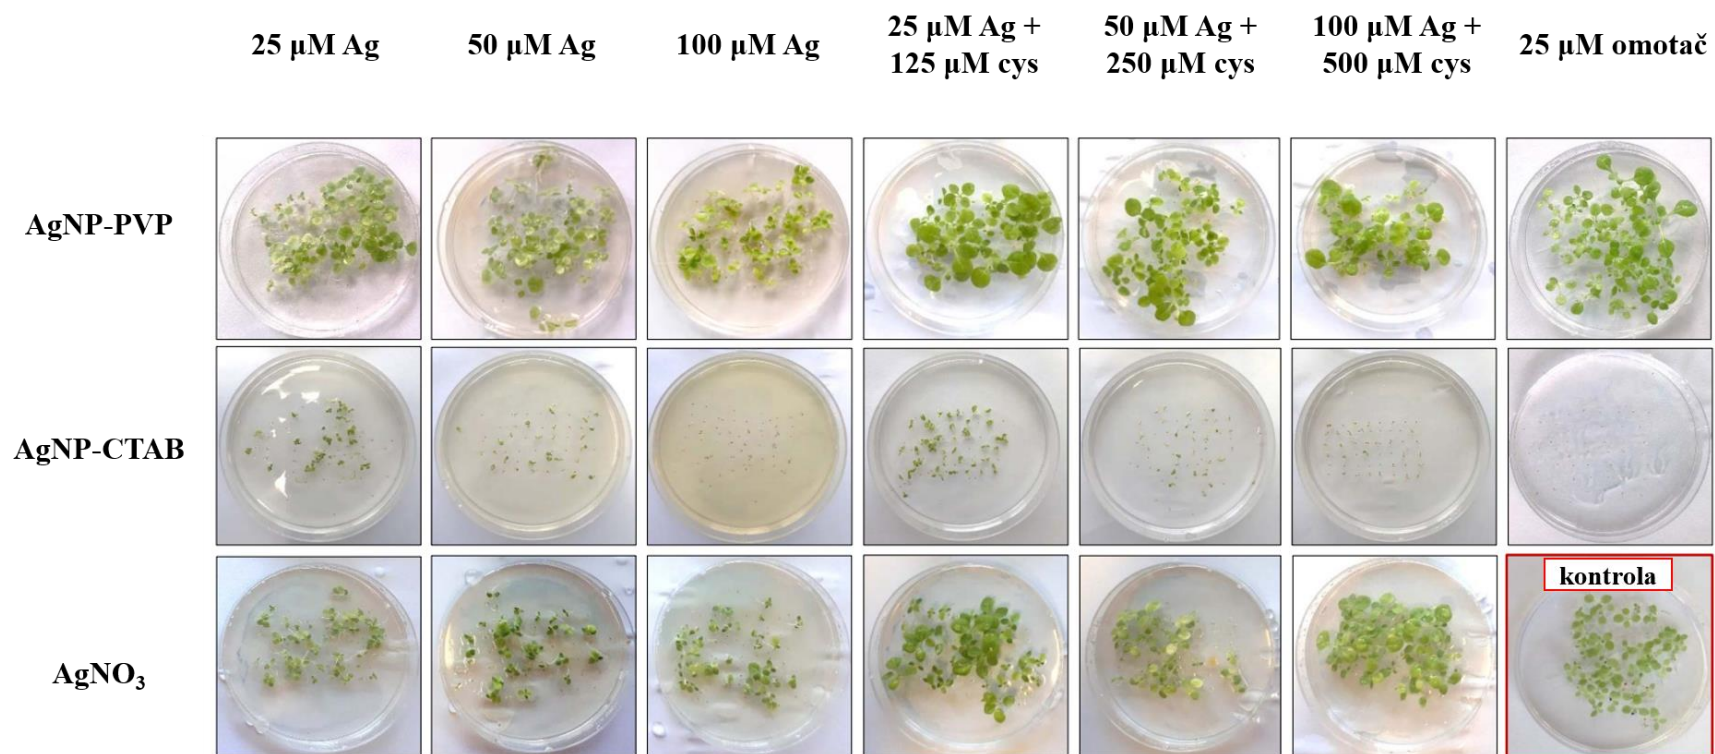 25 μM Ag
50 μM Ag
100 μM Ag
25 μM Ag +
125 μM cys
50 μM Ag +
250 μM cys
100 μM Ag +
500 μM cys
25 μM omotač
AgNP-PVP
AgNP-CTAB
AgNO₃
kontrola